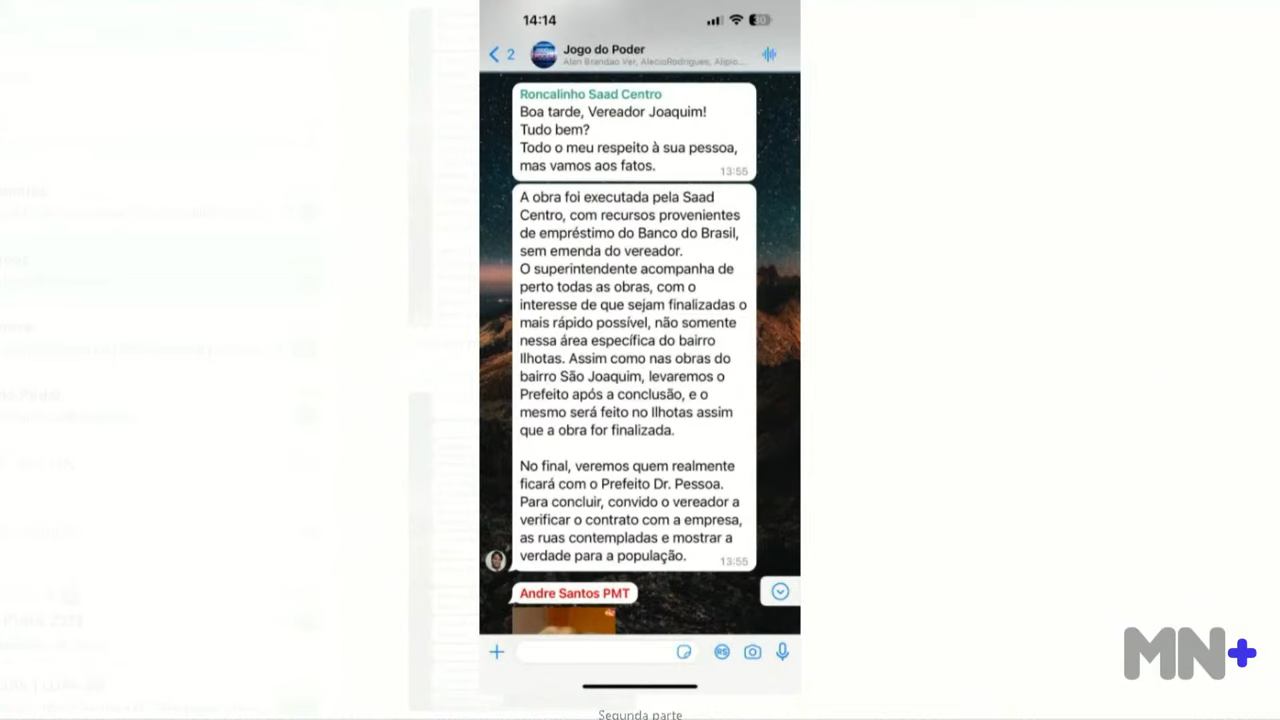 14:14
30
2
Jogo do Poder
Alan Brandao Ver, AlecioRodrigues, Alipio...
Roncalinho Saad Centro
Boa tarde, Vereador Joaquim!
Tudo bem?
Todo o meu respeito à sua pessoa,
mas vamos aos fatos.
13:55
A obra foi executada pela Saad
Centro, com recursos provenientes
de empréstimo do Banco do Brasil,
sem emenda do vereador.
O superintendente acompanha de
perto todas as obras, com o
interesse de que sejam finalizadas o
mais rápido possível, não somente
nessa área específica do bairro
Ilhotas. Assim como nas obras do
bairro São Joaquim, levaremos o
Prefeito após a conclusão, e o
mesmo será feito no Ilhotas assim
que a obra for finalizada.
No final, veremos quem realmente
ficará com o Prefeito Dr. Pessoa.
Para concluir, convido o vereador a
verificar o contrato com a empresa,
as ruas contempladas e mostrar a
verdade para a população.
13:55
Andre Santos PMT
R$
MN+
Segunda parte